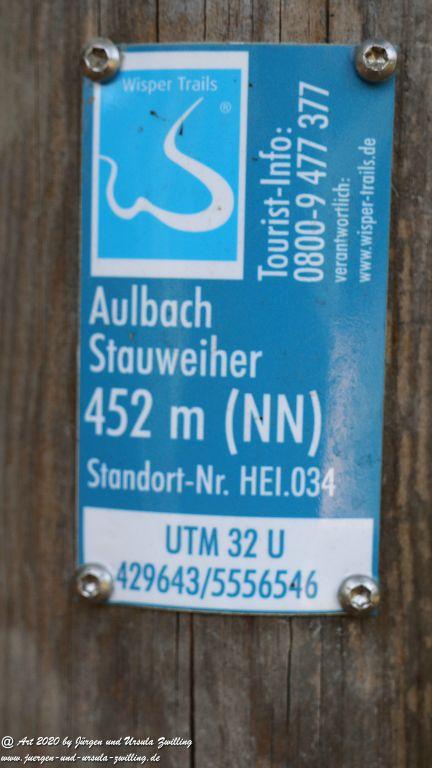 Wisper Trails
®
Tourist-Info:
0800-9 477 377
verantwortlich:
www.wisper-trails.de
Aulbach
Stauweiher
452 m (NN)
Standort-Nr. HEI.034
UTM 32 U
429643/5556546
@ Art 2020 by Jürgen und Ursula Zwilling
www.juergen-und-ursula-zwilling.de